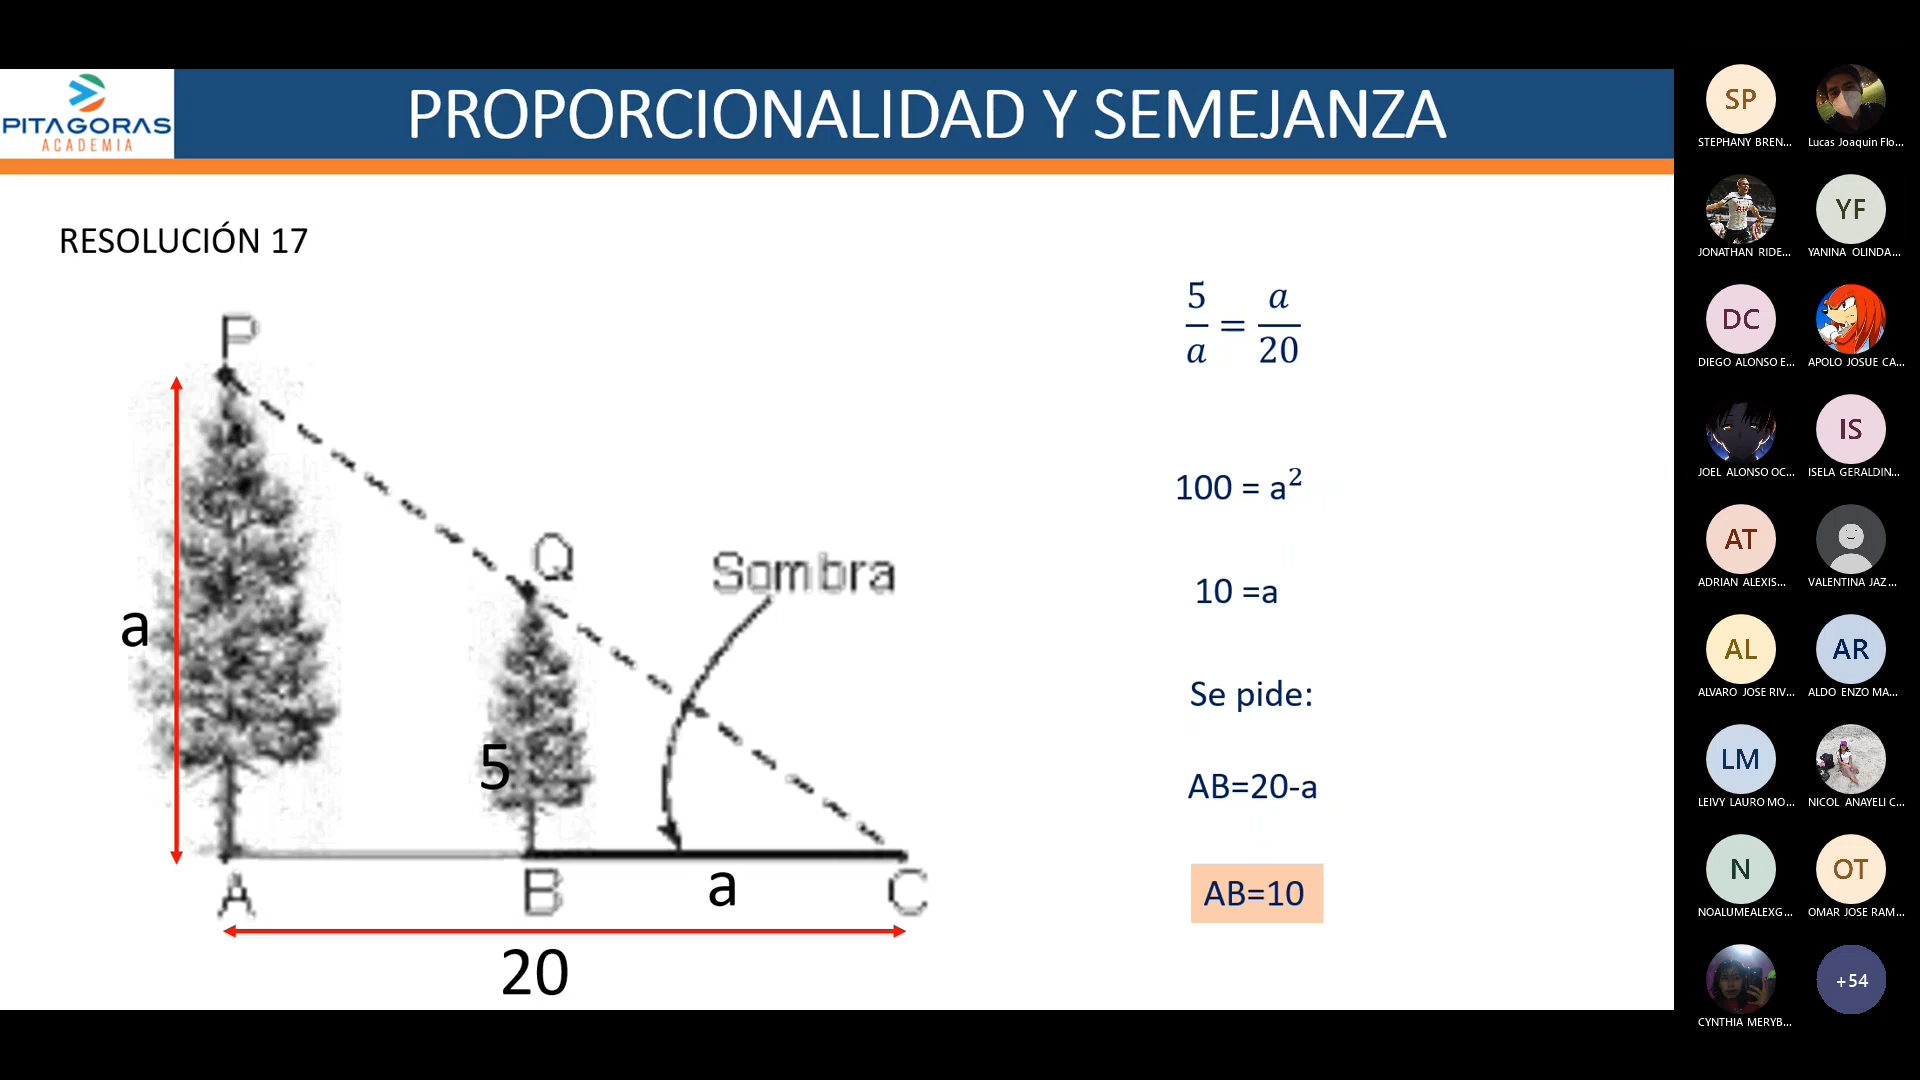 PITAGORAS
ACADEMIA
PROPORCIONALIDAD Y SEMEJANZA
RESOLUCIÓN 17
P
Q
Sombra
a
5
A
B
a
C
20
5/a = a/20
100 = a²
10 =a
Se pide:
AB=20-a
AB=10
SP
STEPHANY BREN...
Lucas Joaquin Flo...
JONATHAN RIDE...
YF
YANINA OLINDA...
DC
DIEGO ALONSO E...
APOLO JOSUE CA...
JOEL ALONSO OC...
IS
ISELA GERALDIN...
AT
ADRIAN ALEXIS...
VALENTINA JAZ...
AL
ALVARO JOSE RIV...
AR
ALDO ENZO MA...
LM
LEIVY LAURO MO...
NICOL ANAYELI C...
N
NOALUMEALEXG...
OT
OMAR JOSE RAM...
CYNTHIA MERYB...
+54